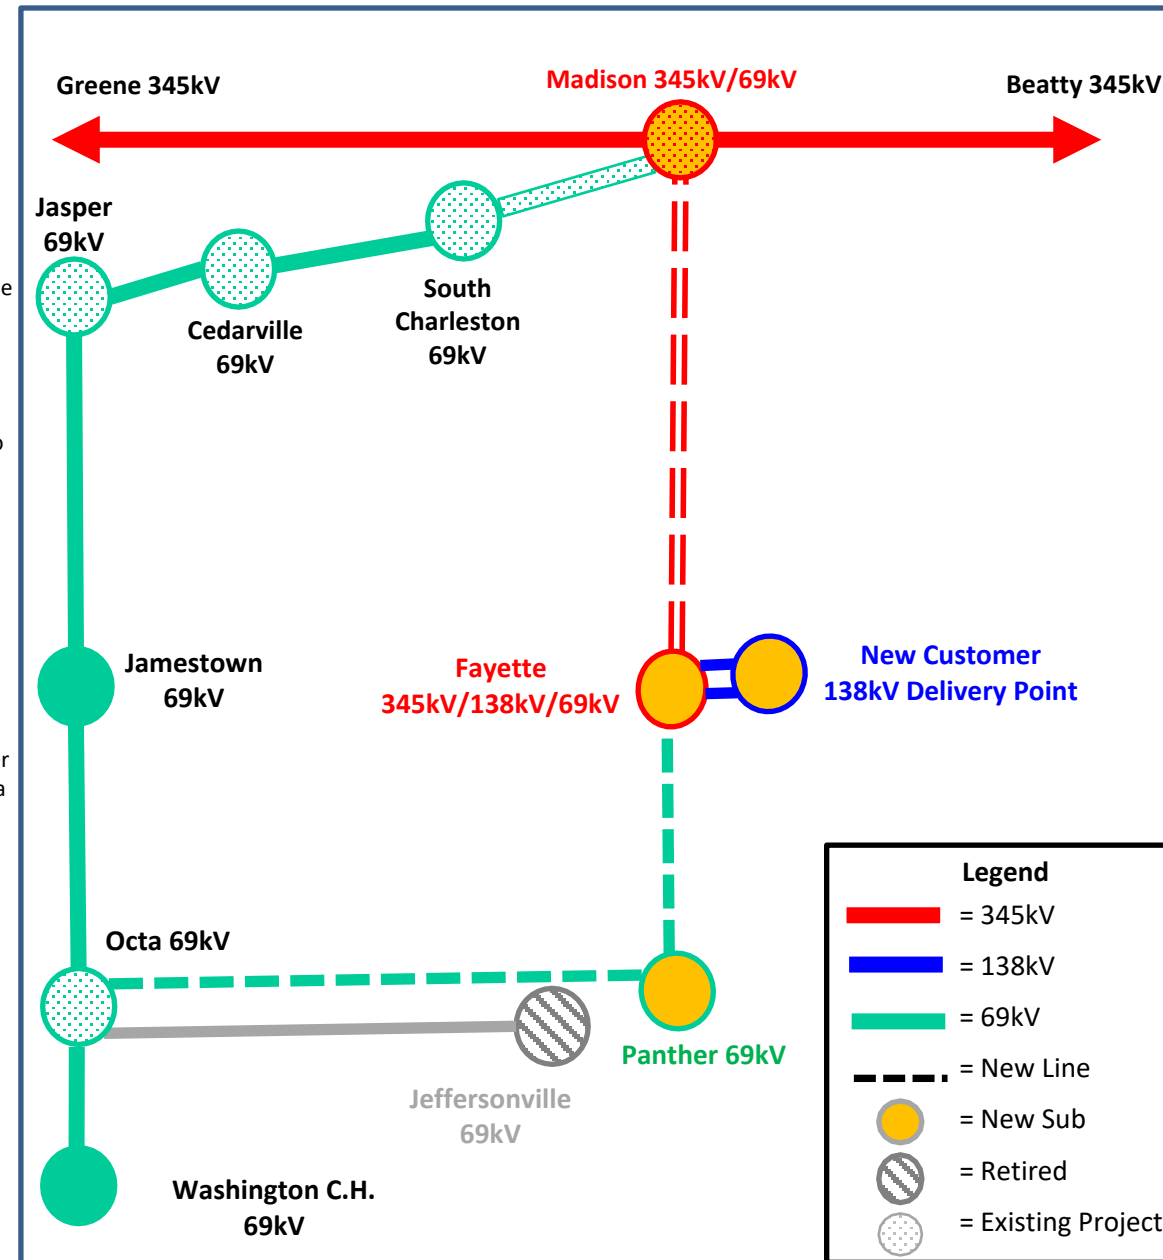 Greene 345kV
Madison 345kV/69kV
Beatty 345kV
Jasper
69kV
e
Cedarville
69kV
South
Charleston
69kV
o
Jamestown
69kV
Fayette
345kV/138kV/69kV
New Customer
138kV Delivery Point
r
a
Octa 69kV
Panther 69kV
Jeffersonville
69kV
Washington C.H.
69kV
Legend
= 345kV
= 138kV
= 69kV
= New Line
= New Sub
= Retired
= Existing Project